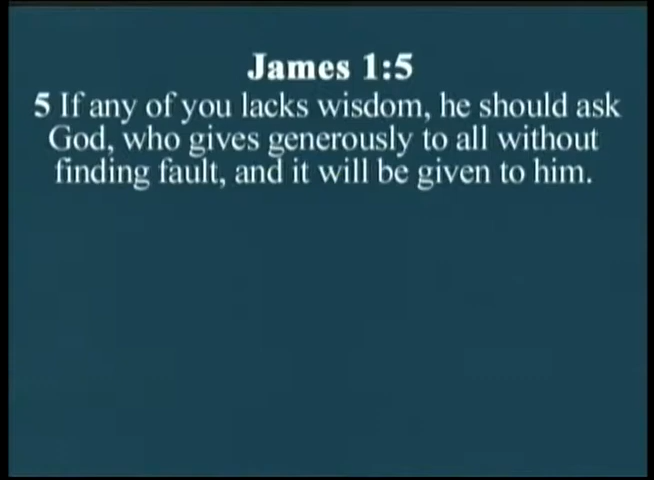 James 1:5
5 If any of you lacks wisdom, he should ask
God, who gives generously to all without
finding fault, and it will be given to him.